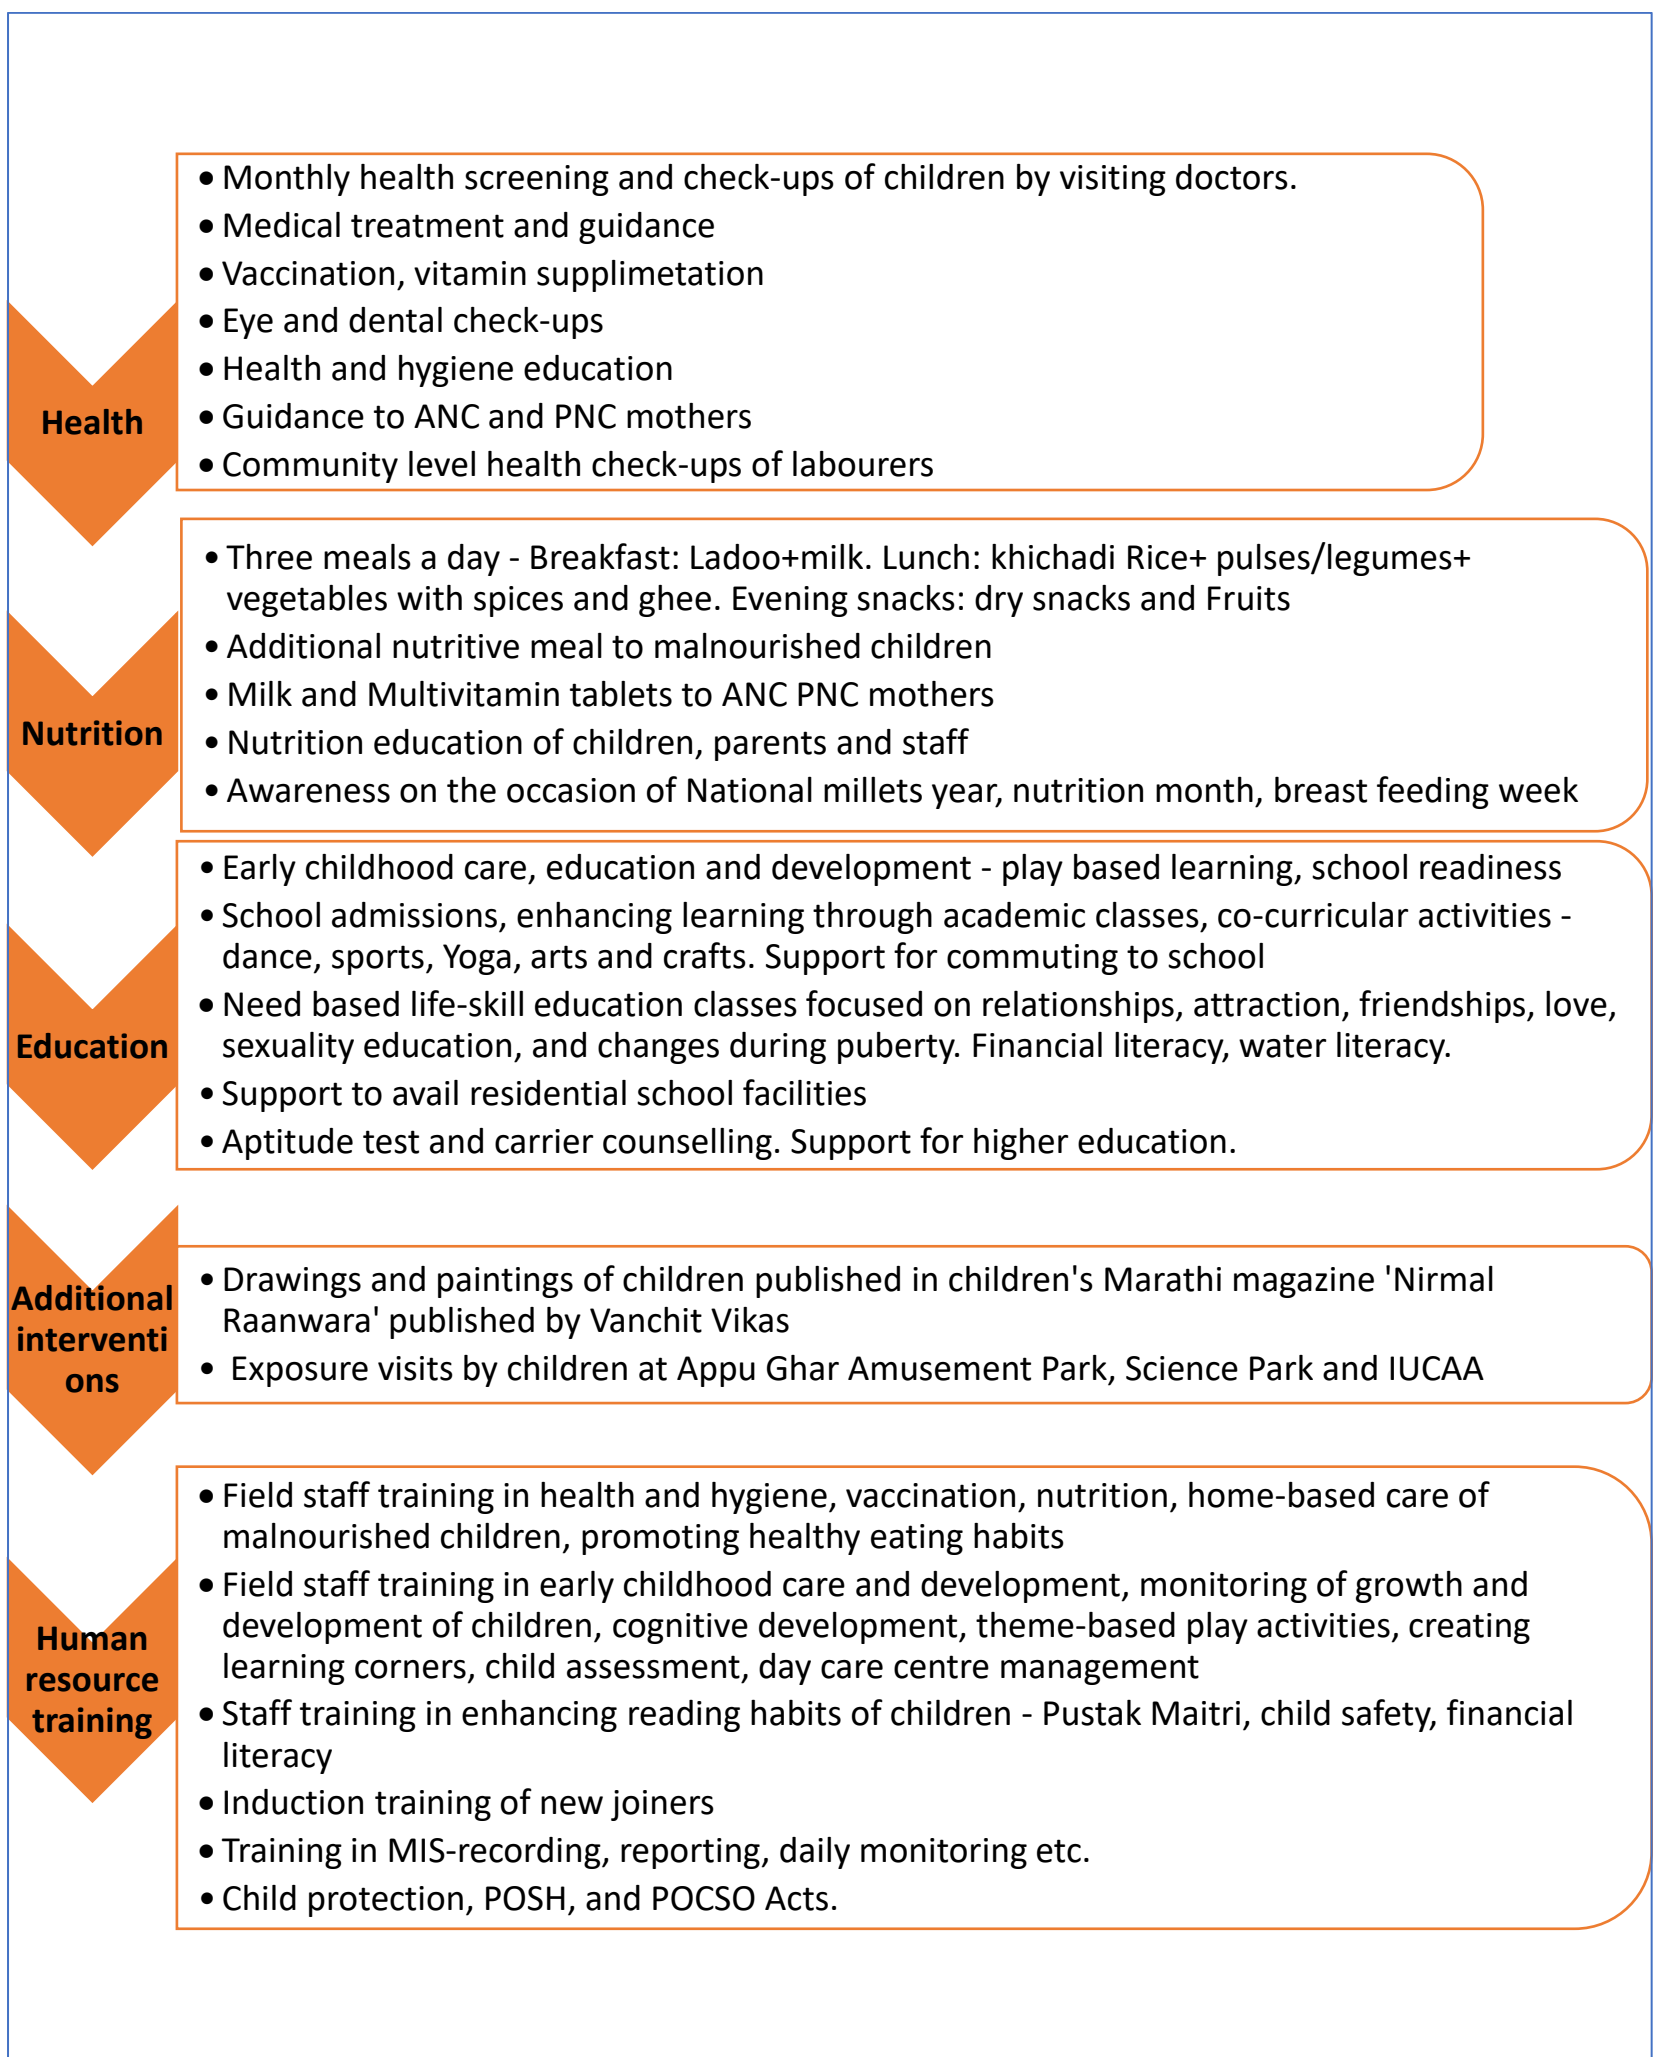 Health
• Monthly health screening and check-ups of children by visiting doctors.
• Medical treatment and guidance
• Vaccination, vitamin supplimetation
• Eye and dental check-ups
• Health and hygiene education
• Guidance to ANC and PNC mothers
• Community level health check-ups of labourers
Nutrition
• Three meals a day - Breakfast: Ladoo+milk. Lunch: khichadi Rice+ pulses/legumes+
vegetables with spices and ghee. Evening snacks: dry snacks and Fruits
• Additional nutritive meal to malnourished children
• Milk and Multivitamin tablets to ANC PNC mothers
• Nutrition education of children, parents and staff
• Awareness on the occasion of National millets year, nutrition month, breast feeding week
Education
• Early childhood care, education and development - play based learning, school readiness
• School admissions, enhancing learning through academic classes, co-curricular activities -
dance, sports, Yoga, arts and crafts. Support for commuting to school
• Need based life-skill education classes focused on relationships, attraction, friendships, love,
sexuality education, and changes during puberty. Financial literacy, water literacy.
• Support to avail residential school facilities
• Aptitude test and carrier counselling. Support for higher education.
Additional
interventi
ons
• Drawings and paintings of children published in children's Marathi magazine 'Nirmal
Raanwara' published by Vanchit Vikas
• Exposure visits by children at Appu Ghar Amusement Park, Science Park and IUCAA
Human
resource
training
• Field staff training in health and hygiene, vaccination, nutrition, home-based care of
malnourished children, promoting healthy eating habits
• Field staff training in early childhood care and development, monitoring of growth and
development of children, cognitive development, theme-based play activities, creating
learning corners, child assessment, day care centre management
• Staff training in enhancing reading habits of children - Pustak Maitri, child safety, financial
literacy
• Induction training of new joiners
• Training in MIS-recording, reporting, daily monitoring etc.
• Child protection, POSH, and POCSO Acts.